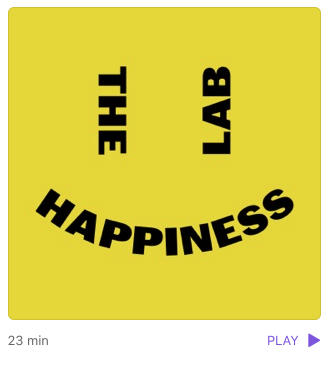 THE
LAB
HAPPINESS
23 min
PLAY